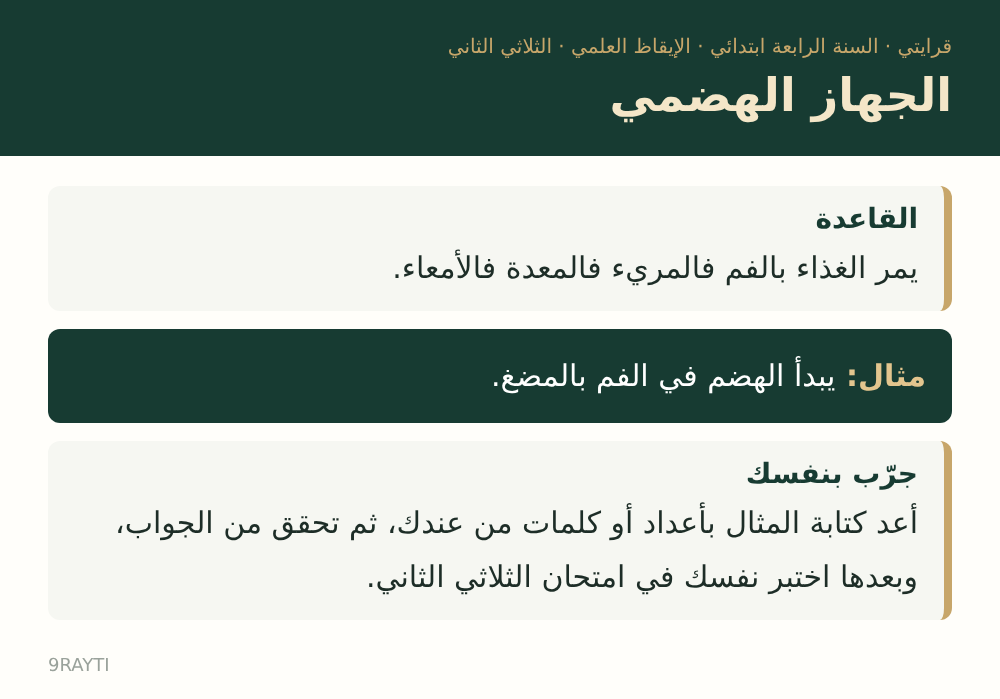 قرايتي · السنة الرابعة ابتدائي · الإيقاظ العلمي · الثلاثي الثاني
الجهاز الهضمي
القاعدة
يمر الغذاء بالفم فالمريء فالمعدة فالأمعاء.
مثال: يبدأ الهضم في الفم بالمضغ.
جرّب بنفسك
أعد كتابة المثال بأعداد أو كلمات من عندك، ثم تحقق من الجواب،
وبعدها اختبر نفسك في امتحان الثلاثي الثاني.
9RAYTI